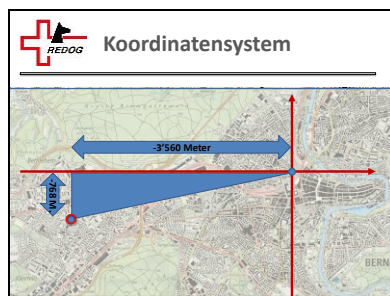 REDOG
Koordinatensystem
-3'560 Meter
-768 M
BERN